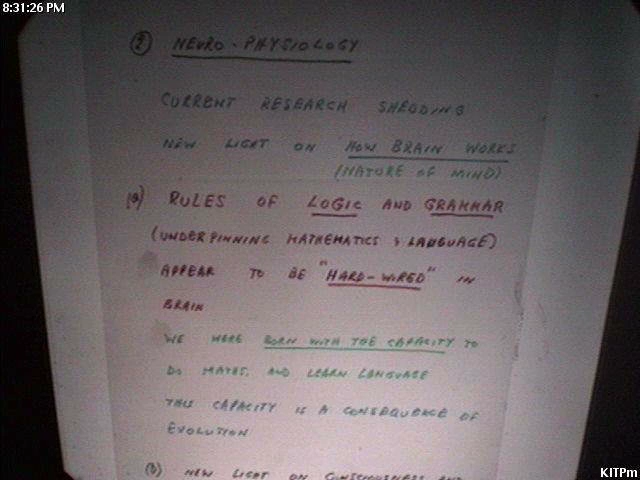 8:31:26 PM
② NEURO-PHYSIOLOGY
CURRENT RESEARCH SHEDDING
NEW LIGHT ON HOW BRAIN WORKS
(NATURE OF MIND)
(a) RULES OF LOGIC AND GRAMMAR
(UNDERPINNING MATHEMATICS & LANGUAGE)
APPEAR TO BE "HARD-WIRED" IN
BRAIN
WE WERE BORN WITH THE CAPACITY TO
DO MATHS, AND LEARN LANGUAGE
THIS CAPACITY IS A CONSEQUENCE OF
EVOLUTION
(b) NEW LIGHT ON CONSCIOUSNESS AND
KITPm